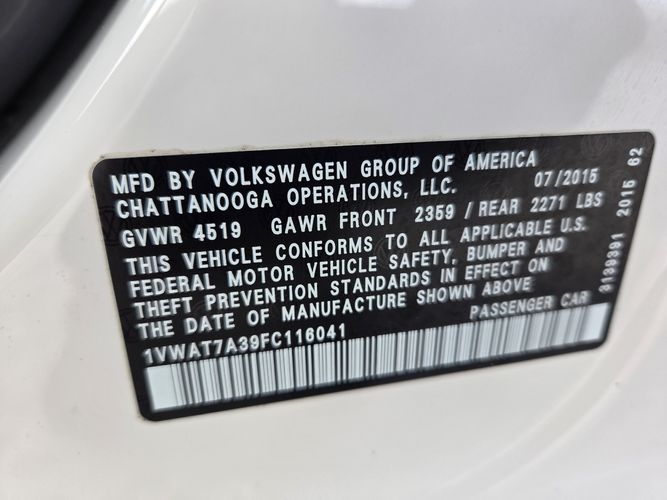 MFD BY VOLKSWAGEN GROUP OF AMERICA
CHATTANOOGA OPERATIONS, LLC. 07/2015
GVWR 4519 GAWR FRONT 2359 / REAR 2271 LBS
THIS VEHICLE CONFORMS TO ALL APPLICABLE U.S.
FEDERAL MOTOR VEHICLE SAFETY, BUMPER AND
THEFT PREVENTION STANDARDS IN EFFECT ON
THE DATE OF MANUFACTURE SHOWN ABOVE
1VWAT7A39FC116041 PASSENGER CAR
3139391 2015 62